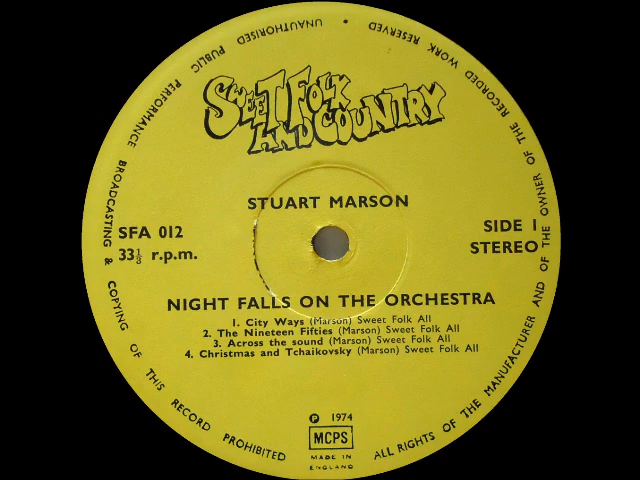 SWEET FOLK
AND COUNTRY
STUART MARSON
SFA 012
33⅓ r.p.m.
SIDE 1
STEREO
NIGHT FALLS ON THE ORCHESTRA
1. City Ways (Marson) Sweet Folk All
2. The Nineteen Fifties (Marson) Sweet Folk All
3. Across the sound (Marson) Sweet Folk All
4. Christmas and Tchaikovsky (Marson) Sweet Folk All
℗ 1974
MCPS
MADE IN
ENGLAND
ALL RIGHTS OF THE MANUFACTURER AND OF THE OWNER OF THE RECORDED WORK RESERVED • UNAUTHORISED PUBLIC PERFORMANCE BROADCASTING & COPYING OF THIS RECORD PROHIBITED